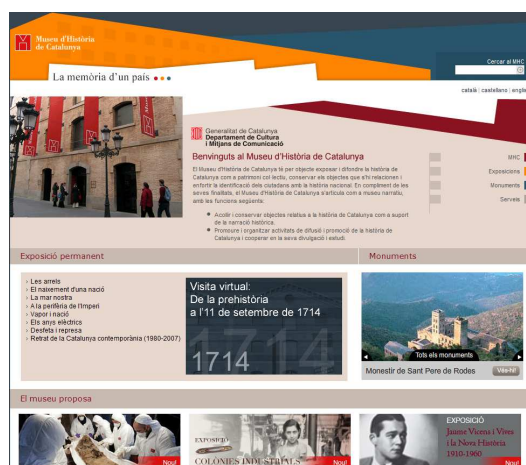 Museu d'Història
de Catalunya
La memòria d'un país
Cercar al MHC
català | castellano | engli
Generalitat de Catalunya
Departament de Cultura
i Mitjans de Comunicació
Benvinguts al Museu d'Història de Catalunya
El Museu d'Història de Catalunya té per objecte exposar i difondre la història de
Catalunya com a patrimoni col·lectiu, conservar els objectes que s'hi relacionen i
enfortir la identificació dels ciutadans amb la història nacional. En compliment de les
seves finalitats, el Museu d'Història de Catalunya s'articula com a museu narratiu,
amb les funcions següents:
Acollir i conservar objectes relatius a la història de Catalunya com a suport
de la narració històrica.
Promoure i organitzar activitats de difusió i promoció de la història de
Catalunya i cooperar en la seva divulgació i estudi.
MHC
Exposicions
Monuments
Serveis
Exposició permanent
Les arrels
El naixement d'una nació
La mar nostra
A la perifèria de l'Imperi
Vapor i nació
Els anys elèctrics
Desfeta i represa
Retrat de la Catalunya contemporània (1980-2007)
Visita virtual:
De la prehistòria
a l'11 de setembre de 1714
1714
Monuments
Tots els monuments
Monestir de Sant Pere de Rodes
Vés-hi!
El museu proposa
Nou!
EXPOSICIÓ
COLÒNIES INDUSTRIALS
Nou!
EXPOSICIÓ
Jaume Vicens i Vives
i la Nova Història
1910-1960
Nou!